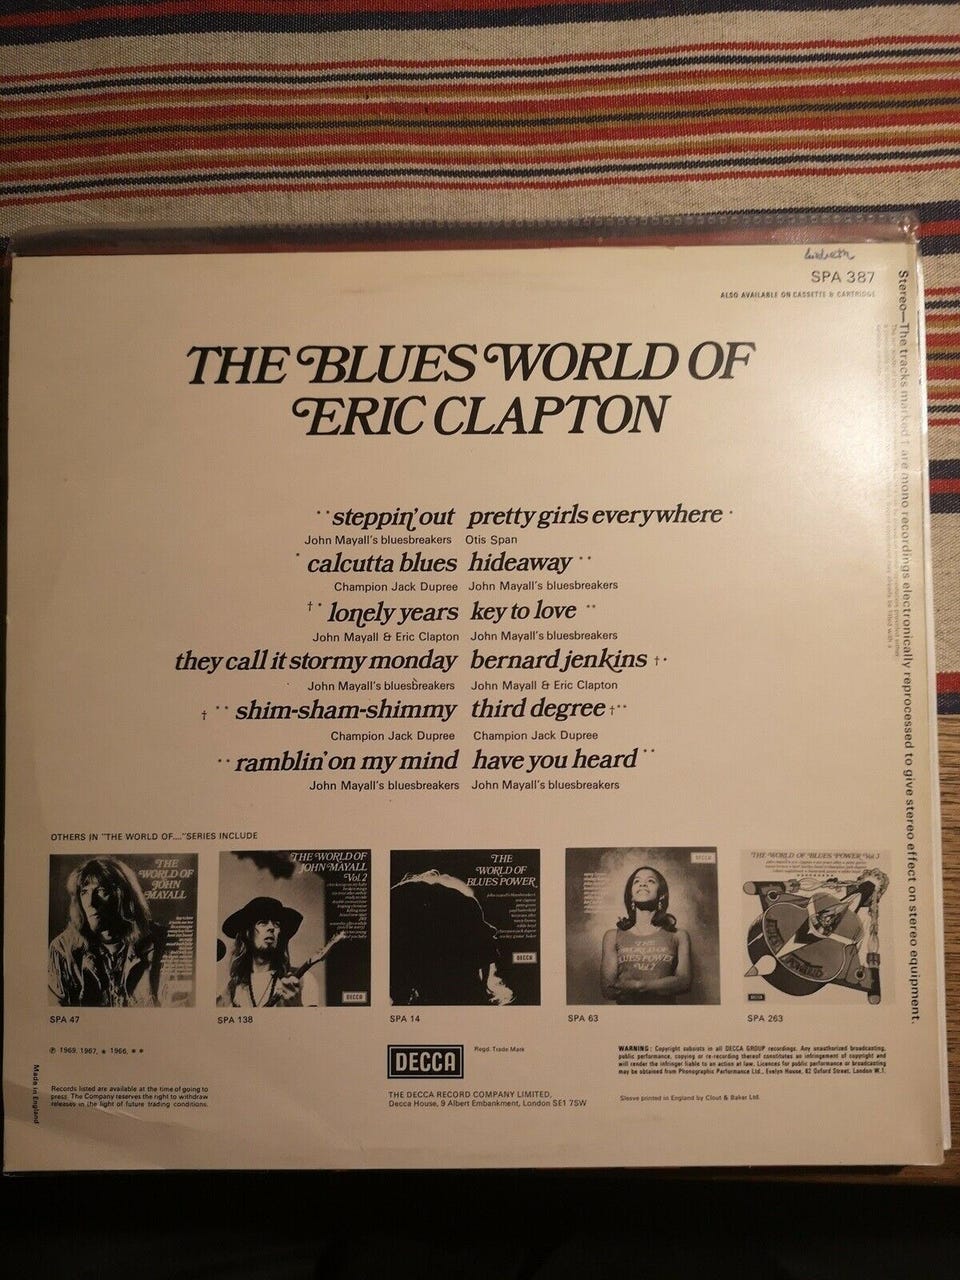 SPA 387
ALSO AVAILABLE ON CASSETTE & CARTRIDGE
THE BLUES WORLD OF
ERIC CLAPTON
** steppin' out
John Mayall's bluesbreakers
* calcutta blues
Champion Jack Dupree
†* lonely years
John Mayall & Eric Clapton
they call it stormy monday
John Mayall's bluesbreakers
† ** shim-sham-shimmy
Champion Jack Dupree
** ramblin' on my mind
John Mayall's bluesbreakers
pretty girls everywhere *
Otis Span
hideaway **
John Mayall's bluesbreakers
key to love **
John Mayall's bluesbreakers
bernard jenkins †*
John Mayall & Eric Clapton
third degree †**
Champion Jack Dupree
have you heard **
John Mayall's bluesbreakers
Stereo—The tracks marked † are mono recordings electronically reprocessed to give stereo effect on stereo equipment.
OTHERS IN "THE WORLD OF...." SERIES INCLUDE
THE
WORLD OF
JOHN
MAYALL
THE WORLD OF
JOHN MAYALL
Vol. 2
DECCA
THE
WORLD OF
BLUES POWER
DECCA
DECCA
THE
WORLD OF
BLUES POWER
Vol. 2
THE WORLD OF BLUES POWER Vol 3
DECCA
SPA 47
SPA 138
SPA 14
SPA 63
SPA 263
℗ 1969, 1967, * 1966, **
DECCA
Regd. Trade Mark
WARNING: Copyright subsists in all DECCA GROUP recordings. Any unauthorized broadcasting,
public performance, copying or re-recording thereof constitutes an infringement of copyright and
will render the infringer liable to an action at law. Licences for public performance or broadcasting
may be obtained from Phonographic Performance Ltd., Evelyn House, 62 Oxford Street, London W.1.
Made in England
Records listed are available at the time of going to
press. The Company reserves the right to withdraw
releases in the light of future trading conditions.
THE DECCA RECORD COMPANY LIMITED,
Decca House, 9 Albert Embankment, London SE1 7SW
Sleeve printed in England by Clout & Baker Ltd.